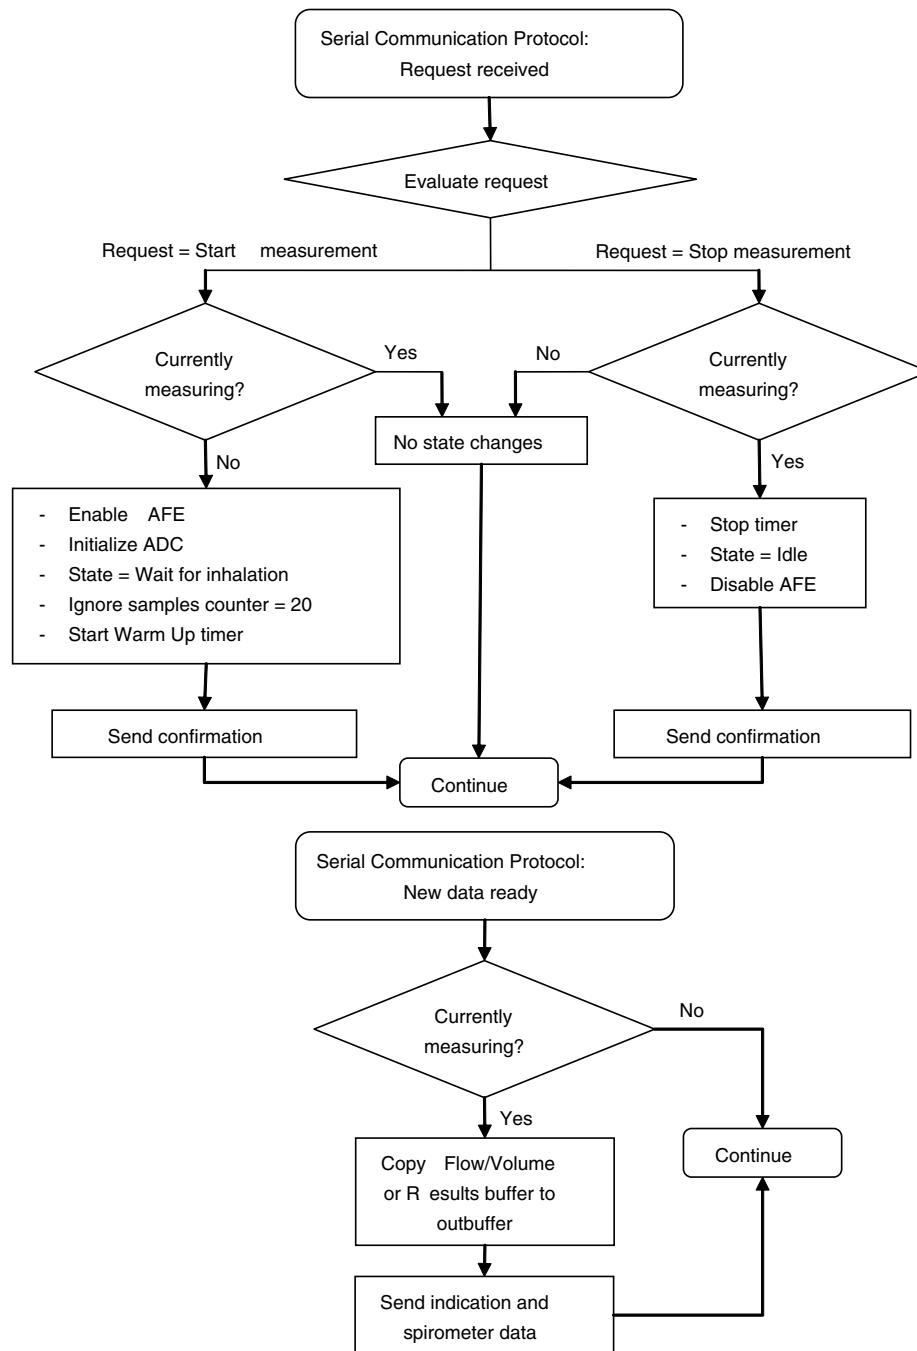 Serial Communication Protocol:
Request received
Evaluate request
Request = Start measurement
Request = Stop measurement
Currently
measuring?
Yes
No
Currently
measuring?
No state changes
No
Yes
- Enable AFE
- Initialize ADC
- State = Wait for inhalation
- Ignore samples counter = 20
- Start Warm Up timer
- Stop timer
- State = Idle
- Disable AFE
Send confirmation
Send confirmation
Continue
Serial Communication Protocol:
New data ready
Currently
measuring?
No
Yes
Copy Flow/Volume
or R esults buffer to
outbuffer
Continue
Send indication and
spirometer data